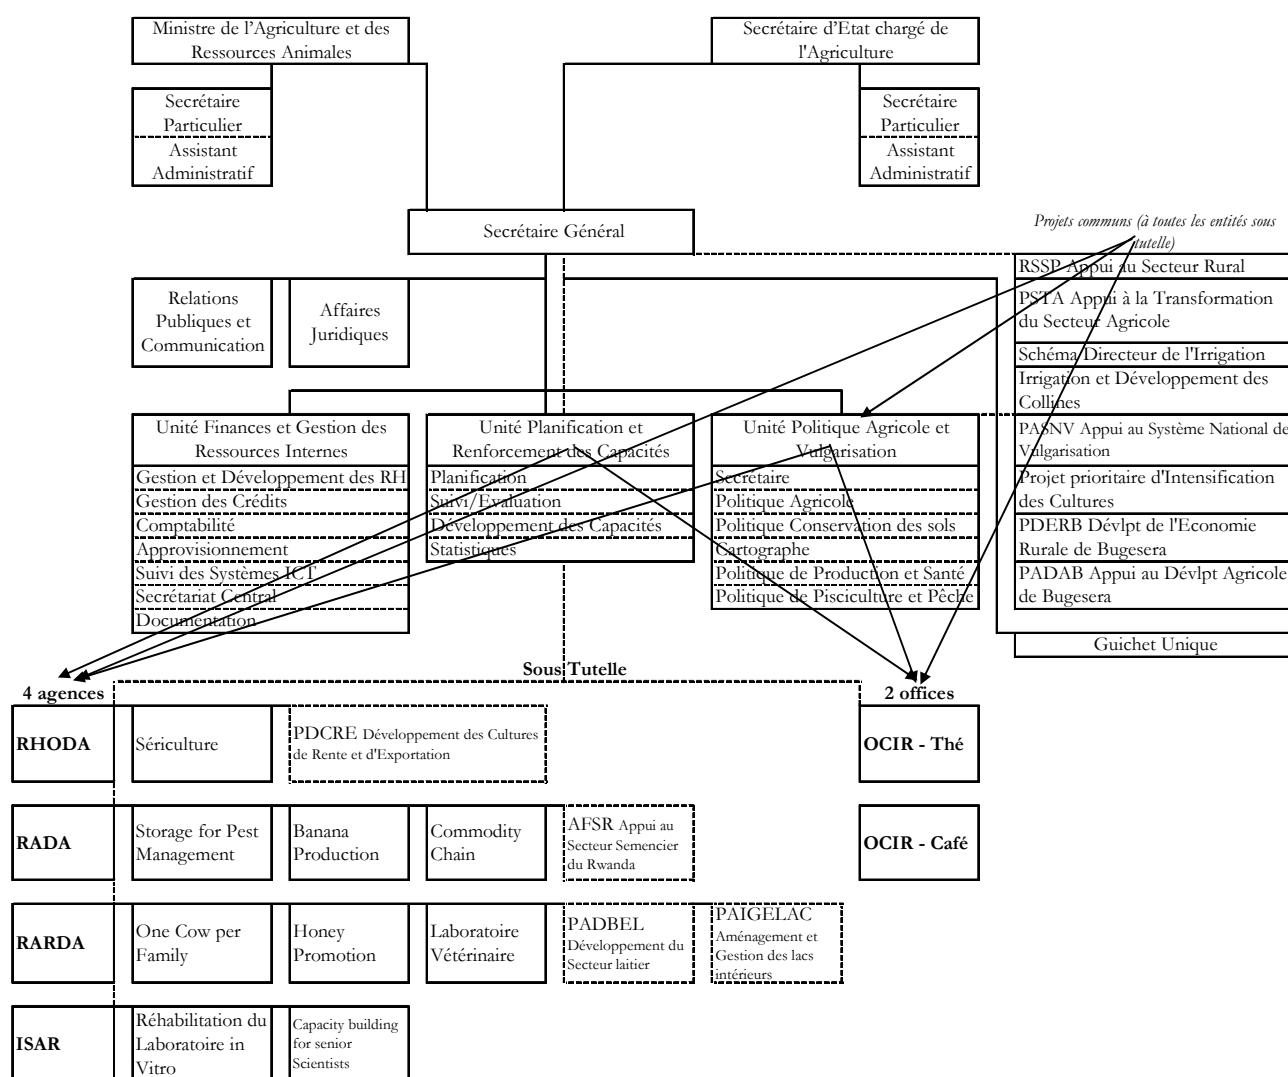 Ministre de l'Agriculture et des
Ressources Animales
Secrétaire d'Etat chargé de
l'Agriculture
Secrétaire
Particulier
Assistant
Administratif
Secrétaire
Particulier
Assistant
Administratif
Secrétaire Général
Projets communs (à toutes les entités sous
tutelle)
RSSP Appui au Secteur Rural
PSTA Appui à la Transformation
du Secteur Agricole
Schéma Directeur de l'Irrigation
Irrigation et Développement des
Collines
PASNV Appui au Système National de
Vulgarisation
Projet prioritaire d'Intensification
des Cultures
PDERB Dévlpt de l'Economie
Rurale de Bugesera
PADAB Appui au Dévlpt Agricole
de Bugesera
Guichet Unique
Relations
Publiques et
Communication
Affaires
Juridiques
Unité Finances et Gestion des
Ressources Internes
Gestion et Développement des RH
Gestion des Crédits
Comptabilité
Approvisionnement
Suivi des Systèmes ICT
Secrétariat Central
Documentation
Unité Planification et
Renforcement des Capacités
Planification
Suivi/Evaluation
Développement des Capacités
Statistiques
Unité Politique Agricole et
Vulgarisation
Secrétaire
Politique Agricole
Politique Conservation des sols
Cartographe
Politique de Production et Santé
Politique de Pisciculture et Pêche
Sous Tutelle
4 agences
2 offices
RHODA
Sériculture
PDCRE Développement des Cultures
de Rente et d'Exportation
OCIR - Thé
RADA
Storage for Pest
Management
Banana
Production
Commodity
Chain
AFSR Appui au
Secteur Semencier
du Rwanda
OCIR - Café
RARDA
One Cow per
Family
Honey
Promotion
Laboratoire
Vétérinaire
PADBEL
Développement du
Secteur laitier
PAIGELAC
Aménagement et
Gestion des lacs
intérieurs
ISAR
Réhabilitation du
Laboratoire in
Vitro
Capacity building
for senior
Scientists